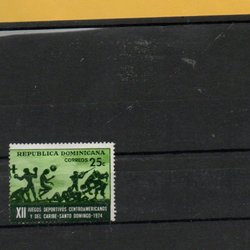 REPUBLICA DOMINICANA
CORREOS 25c
XII JUEGOS DEPORTIVOS CENTROAMERICANOS
Y DEL CARIBE-SANTO DOMINGO-1974